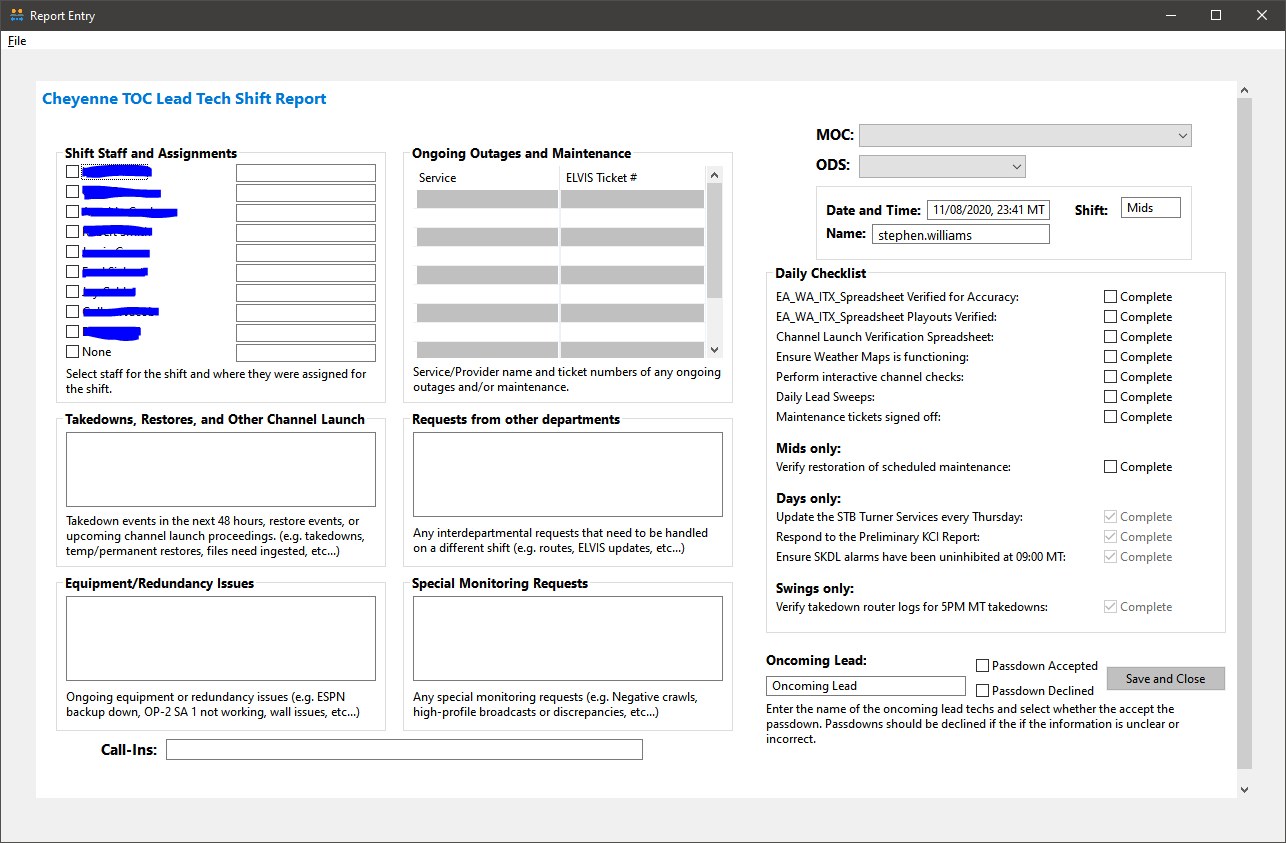 Report Entry
File
Cheyenne TOC Lead Tech Shift Report
Shift Staff and Assignments
None
Select staff for the shift and where they were assigned for
the shift.
Ongoing Outages and Maintenance
Service ELVIS Ticket #
Service/Provider name and ticket numbers of any ongoing
outages and/or maintenance.
Takedowns, Restores, and Other Channel Launch
Takedown events in the next 48 hours, restore events, or
upcoming channel launch proceedings. (e.g. takedowns,
temp/permanent restores, files need ingested, etc...)
Requests from other departments
Any interdepartmental requests that need to be handled
on a different shift (e.g. routes, ELVIS updates, etc...)
Equipment/Redundancy Issues
Ongoing equipment or redundancy issues (e.g. ESPN
backup down, OP-2 SA 1 not working, wall issues, etc...)
Special Monitoring Requests
Any special monitoring requests (e.g. Negative crawls,
high-profile broadcasts or discrepancies, etc...)
Call-Ins:
MOC:
ODS:
Date and Time: 11/08/2020, 23:41 MT Shift: Mids
Name: stephen.williams
Daily Checklist
EA_WA_ITX_Spreadsheet Verified for Accuracy: Complete
EA_WA_ITX_Spreadsheet Playouts Verified: Complete
Channel Launch Verification Spreadsheet: Complete
Ensure Weather Maps is functioning: Complete
Perform interactive channel checks: Complete
Daily Lead Sweeps: Complete
Maintenance tickets signed off: Complete
Mids only:
Verify restoration of scheduled maintenance: Complete
Days only:
Update the STB Turner Services every Thursday: Complete
Respond to the Preliminary KCI Report: Complete
Ensure SKDL alarms have been uninhibited at 09:00 MT: Complete
Swings only:
Verify takedown router logs for 5PM MT takedowns: Complete
Oncoming Lead:
Oncoming Lead
Passdown Accepted
Passdown Declined
Save and Close
Enter the name of the oncoming lead techs and select whether the accept the
passdown. Passdowns should be declined if the if the information is unclear or
incorrect.